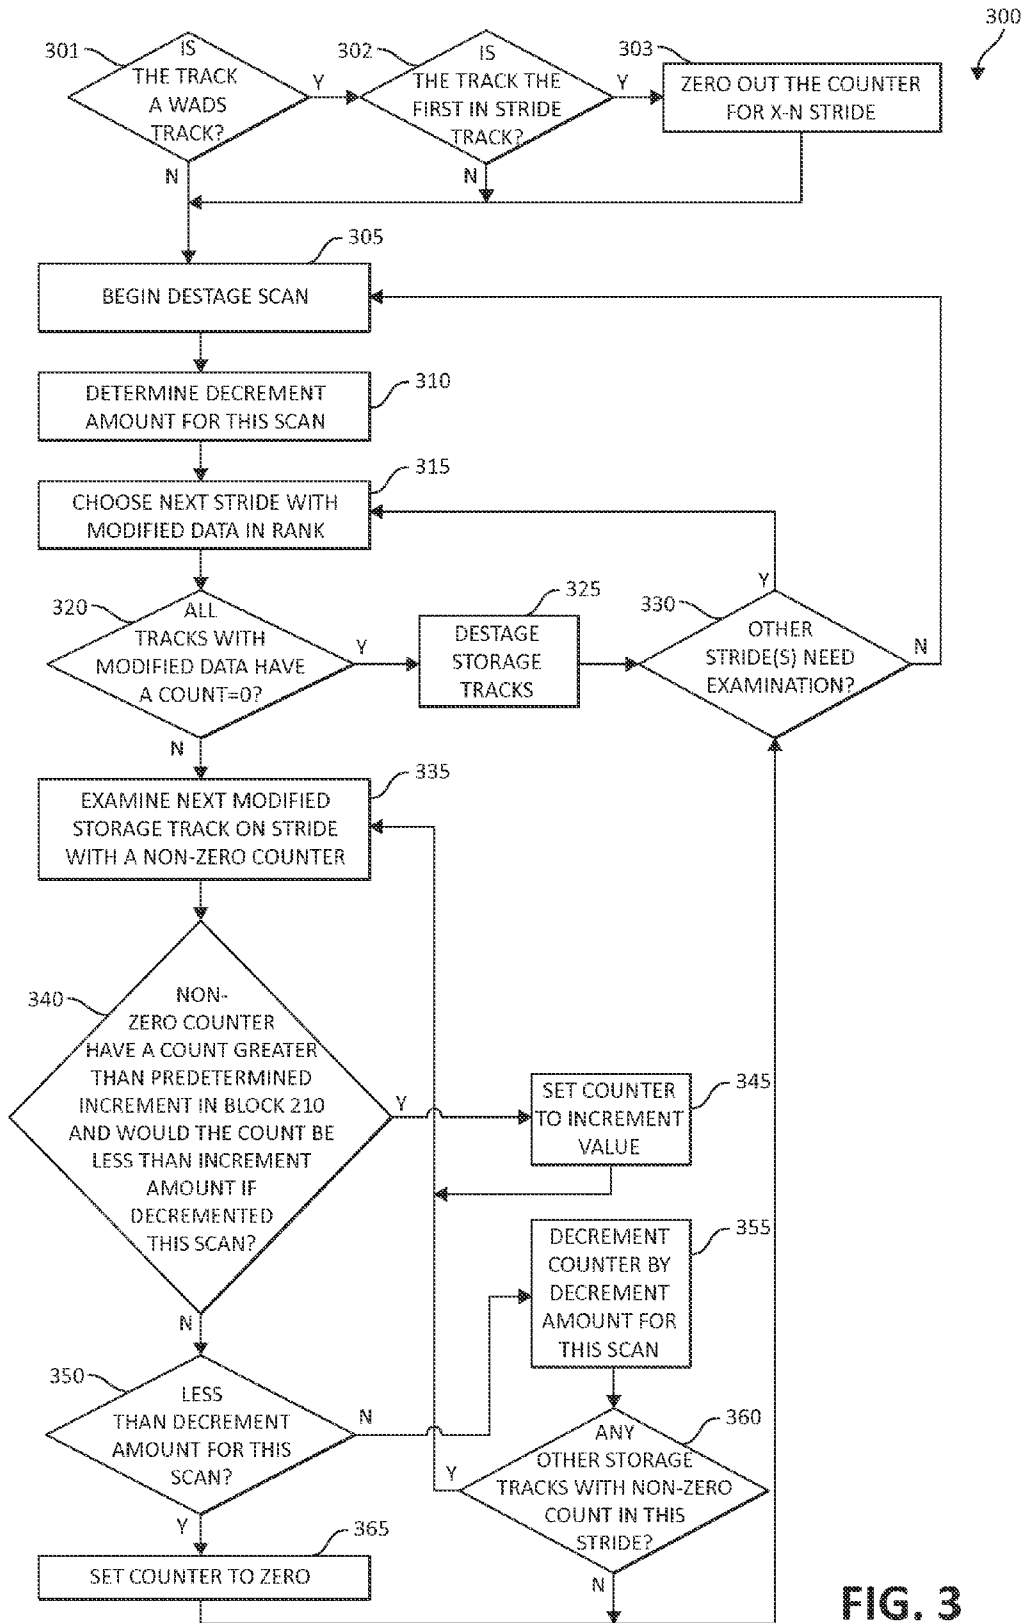 300
301
IS
THE TRACK
A WADS
TRACK?
Y
N
302
IS
THE TRACK THE
FIRST IN STRIDE
TRACK?
Y
N
303
ZERO OUT THE COUNTER
FOR X-N STRIDE
305
BEGIN DESTAGE SCAN
310
DETERMINE DECREMENT
AMOUNT FOR THIS SCAN
315
CHOOSE NEXT STRIDE WITH
MODIFIED DATA IN RANK
320
ALL
TRACKS WITH
MODIFIED DATA HAVE
A COUNT=0?
Y
N
325
DESTAGE
STORAGE
TRACKS
330
OTHER
STRIDE(S) NEED
EXAMINATION?
Y
N
335
EXAMINE NEXT MODIFIED
STORAGE TRACK ON STRIDE
WITH A NON-ZERO COUNTER
340
NON-
ZERO COUNTER
HAVE A COUNT GREATER
THAN PREDETERMINED
INCREMENT IN BLOCK 210
AND WOULD THE COUNT BE
LESS THAN INCREMENT
AMOUNT IF
DECREMENTED
THIS SCAN?
Y
N
345
SET COUNTER
TO INCREMENT
VALUE
350
LESS
THAN DECREMENT
AMOUNT FOR THIS
SCAN?
N
Y
355
DECREMENT
COUNTER BY
DECREMENT
AMOUNT FOR
THIS SCAN
360
ANY
OTHER STORAGE
TRACKS WITH NON-ZERO
COUNT IN THIS
STRIDE?
Y
N
365
SET COUNTER TO ZERO
FIG. 3